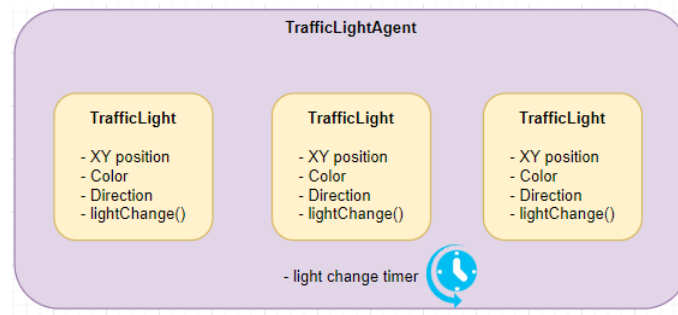 TrafficLightAgent
TrafficLight
- XY position
- Color
- Direction
- lightChange()
TrafficLight
- XY position
- Color
- Direction
- lightChange()
TrafficLight
- XY position
- Color
- Direction
- lightChange()
- light change timer